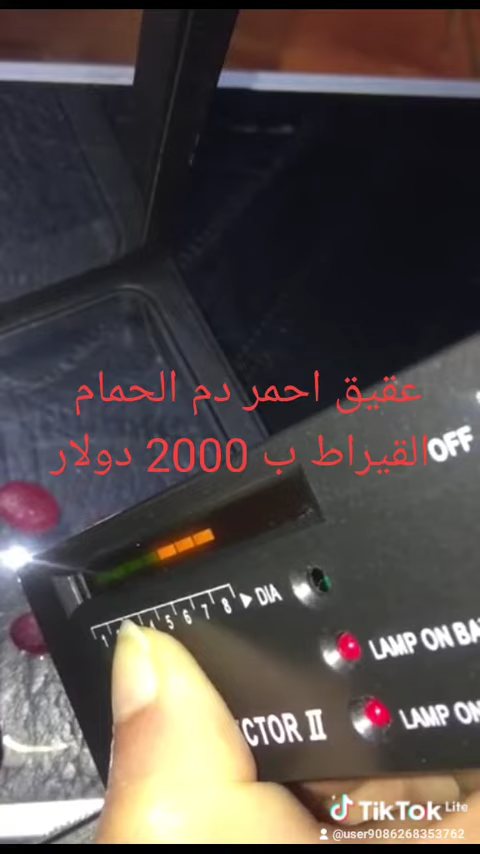 عقيق احمر دم الحمام
القيراط ب 2000 دولار
OFF
1
5 6 7 8 ▶ DIA
LAMP ON BA
CTOR II
LAMP ON
TikTok Lite
@user9086268353762